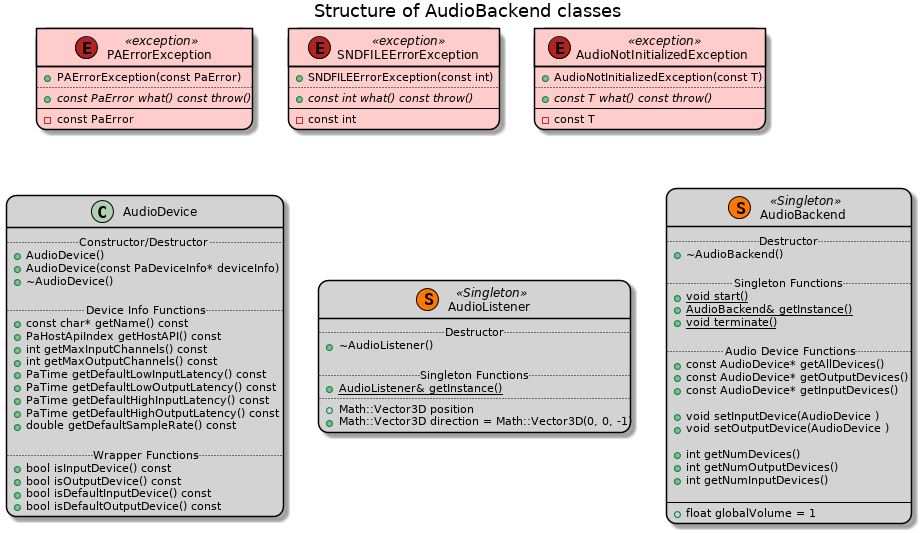 Structure of AudioBackend classes
E
«exception»
PAErrorException
PAErrorException(const PaError)
const PaError what() const throw()
const PaError
E
«exception»
SNDFILEErrorException
SNDFILEErrorException(const int)
const int what() const throw()
const int
E
«exception»
AudioNotInitializedException
AudioNotInitializedException(const T)
const T what() const throw()
const T
C
AudioDevice
Constructor/Destructor
AudioDevice()
AudioDevice(const PaDeviceInfo* deviceInfo)
~AudioDevice()
Device Info Functions
const char* getName() const
PaHostApiIndex getHostAPI() const
int getMaxInputChannels() const
int getMaxOutputChannels() const
PaTime getDefaultLowInputLatency() const
PaTime getDefaultLowOutputLatency() const
PaTime getDefaultHighInputLatency() const
PaTime getDefaultHighOutputLatency() const
double getDefaultSampleRate() const
Wrapper Functions
bool isInputDevice() const
bool isOutputDevice() const
bool isDefaultInputDevice() const
bool isDefaultOutputDevice() const
S
«Singleton»
AudioListener
Destructor
~AudioListener()
Singleton Functions
AudioListener& getInstance()
Math::Vector3D position
Math::Vector3D direction = Math::Vector3D(0, 0, -1)
S
«Singleton»
AudioBackend
Destructor
~AudioBackend()
Singleton Functions
void start()
AudioBackend& getInstance()
void terminate()
Audio Device Functions
const AudioDevice* getAllDevices()
const AudioDevice* getOutputDevices()
const AudioDevice* getInputDevices()
void setInputDevice(AudioDevice )
void setOutputDevice(AudioDevice )
int getNumDevices()
int getNumOutputDevices()
int getNumInputDevices()
float globalVolume = 1